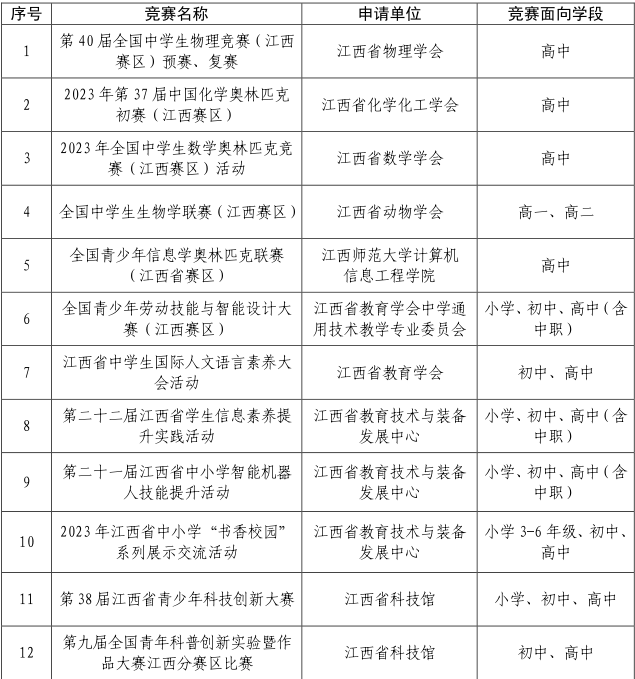 序号 竞赛名称 申请单位 竞赛面向学段
1 第 40 届全国中学生物理竞赛（江西赛区）预赛、复赛 江西省物理学会 高中
2 2023 年第 37 届中国化学奥林匹克初赛（江西赛区） 江西省化学化工学会 高中
3 2023 年全国中学生数学奥林匹克竞赛（江西赛区）活动 江西省数学学会 高中
4 全国中学生生物学联赛（江西赛区） 江西省动物学会 高一、高二
5 全国青少年信息学奥林匹克联赛（江西省赛区） 江西师范大学计算机信息工程学院 高中
6 全国青少年劳动技能与智能设计大赛（江西赛区） 江西省教育学会中学通用技术教学专业委员会 小学、初中、高中（含中职）
7 江西省中学生国际人文语言素养大会活动 江西省教育学会 初中、高中
8 第二十二届江西省学生信息素养提升实践活动 江西省教育技术与装备发展中心 小学、初中、高中（含中职）
9 第二十一届江西省中小学智能机器人技能提升活动 江西省教育技术与装备发展中心 小学、初中、高中（含中职）
10 2023 年江西省中小学“书香校园”系列展示交流活动 江西省教育技术与装备发展中心 小学 3-6 年级、初中、高中
11 第 38 届江西省青少年科技创新大赛 江西省科技馆 小学、初中、高中
12 第九届全国青年科普创新实验暨作品大赛江西分赛区比赛 江西省科技馆 初中、高中